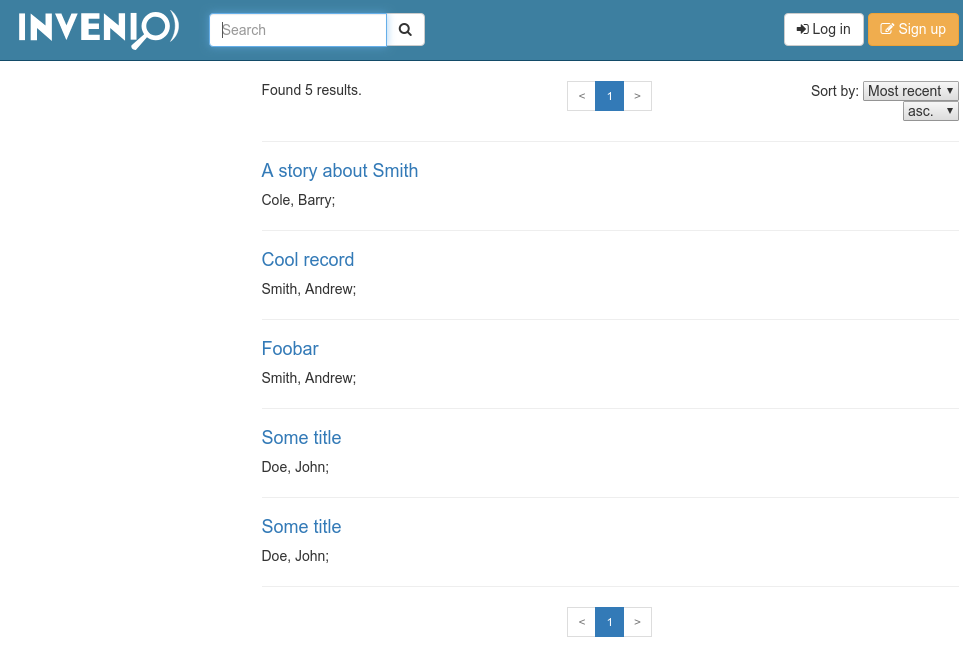 INVENIO Search Log in Sign up
Found 5 results. < 1 > Sort by: Most recent
asc.
A story about Smith
Cole, Barry;
Cool record
Smith, Andrew;
Foobar
Smith, Andrew;
Some title
Doe, John;
Some title
Doe, John;
< 1 >